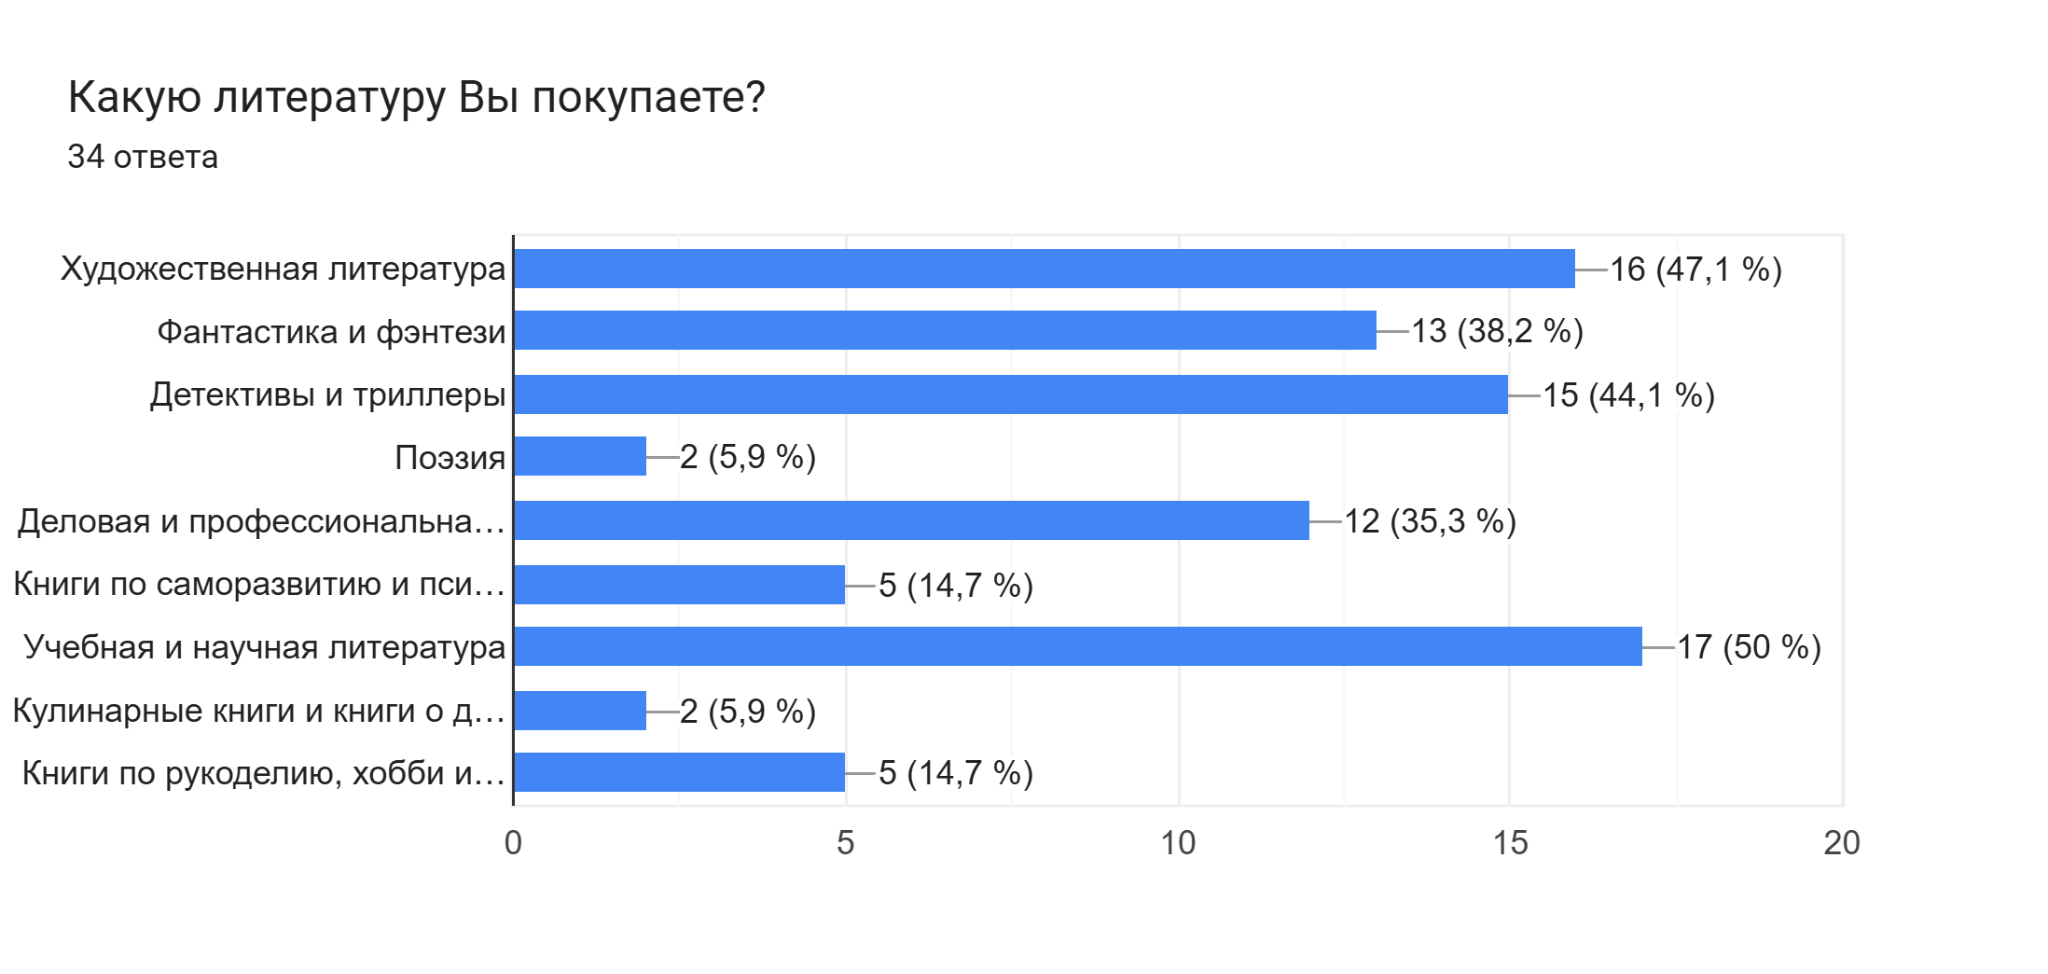 Какую литературу Вы покупаете?
34 ответа
Художественная литература 16 (47,1 %)
Фантастика и фэнтези 13 (38,2 %)
Детективы и триллеры 15 (44,1 %)
Поэзия 2 (5,9 %)
Деловая и профессиональна… 12 (35,3 %)
Книги по саморазвитию и пси… 5 (14,7 %)
Учебная и научная литература 17 (50 %)
Кулинарные книги и книги о д… 2 (5,9 %)
Книги по рукоделию, хобби и… 5 (14,7 %)
0 5 10 15 20